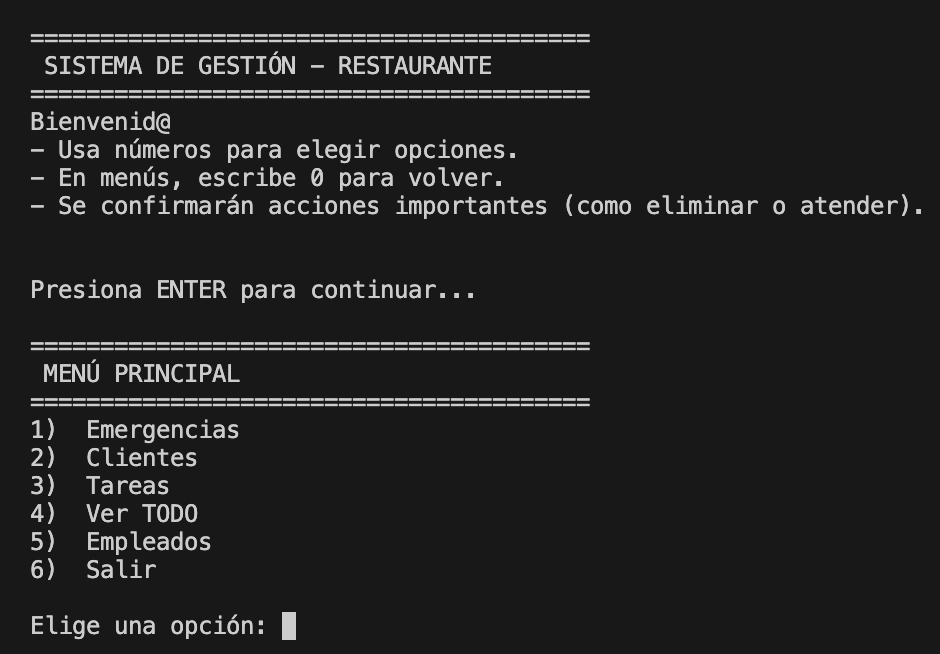 ========================================
 SISTEMA DE GESTIÓN - RESTAURANTE
========================================
Bienvenid@
- Usa números para elegir opciones.
- En menús, escribe 0 para volver.
- Se confirmarán acciones importantes (como eliminar o atender).
Presiona ENTER para continuar...
========================================
 MENÚ PRINCIPAL
========================================
1)  Emergencias
2)  Clientes
3)  Tareas
4)  Ver TODO
5)  Empleados
6)  Salir
Elige una opción: